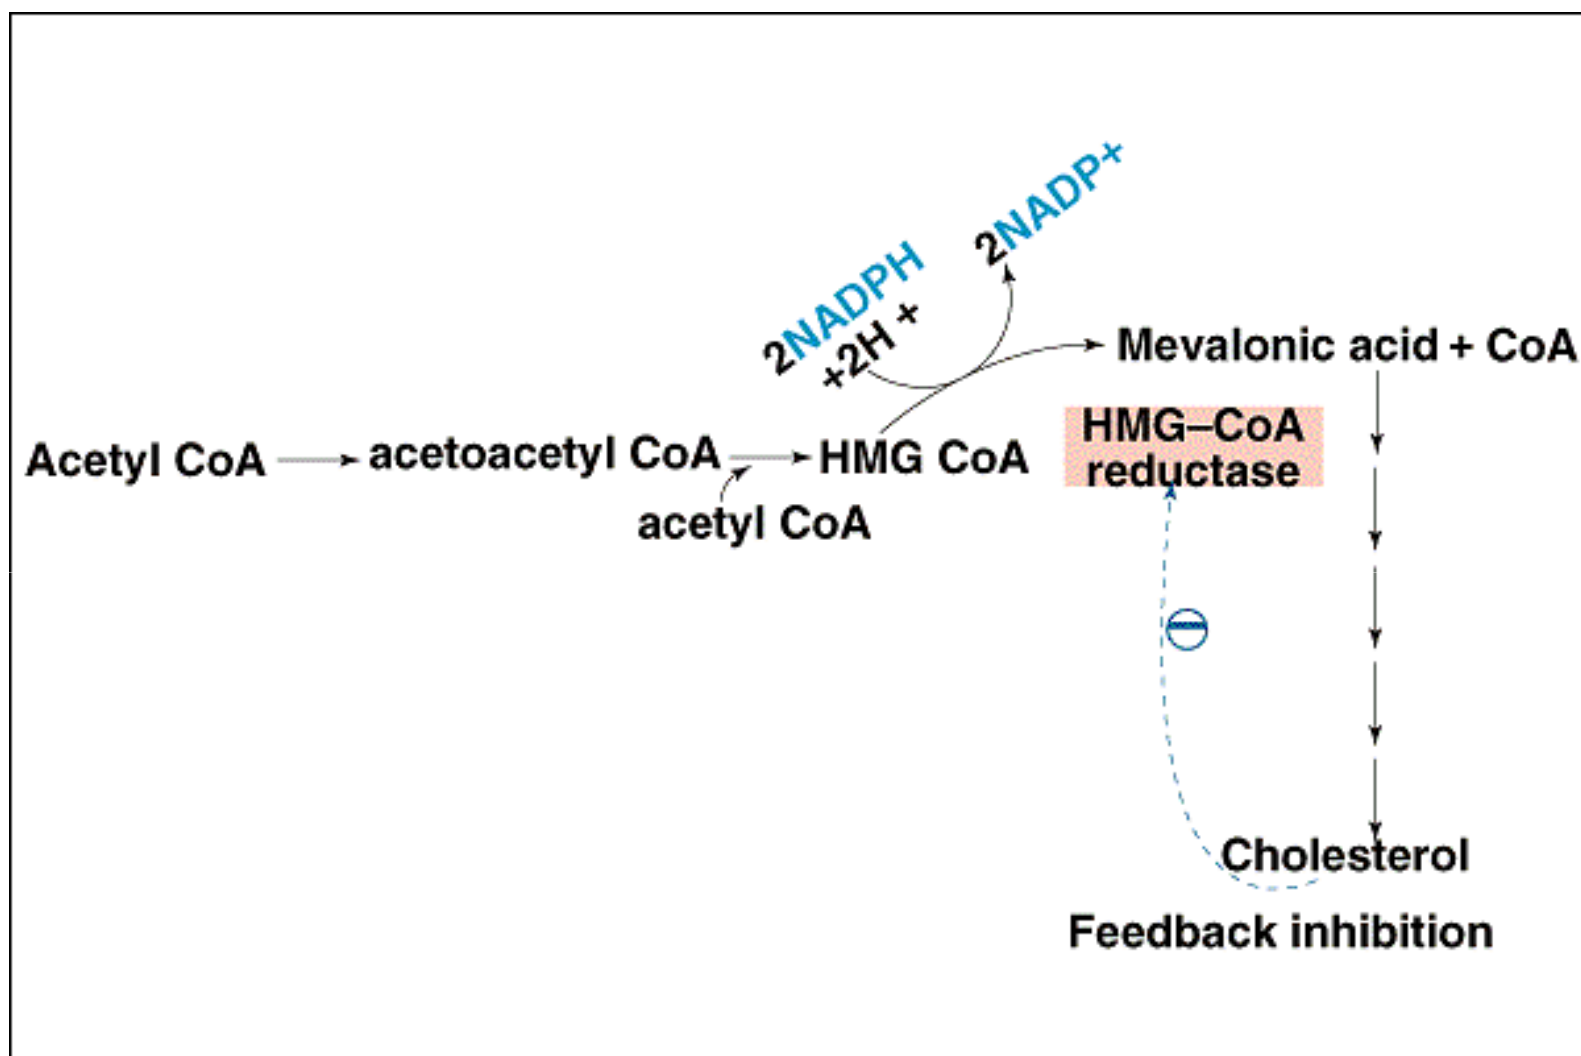 2NADP+
2NADPH
+2H +
Mevalonic acid + CoA
HMG–CoA
reductase
Acetyl CoA
acetoacetyl CoA
HMG CoA
acetyl CoA
Cholesterol
Feedback inhibition